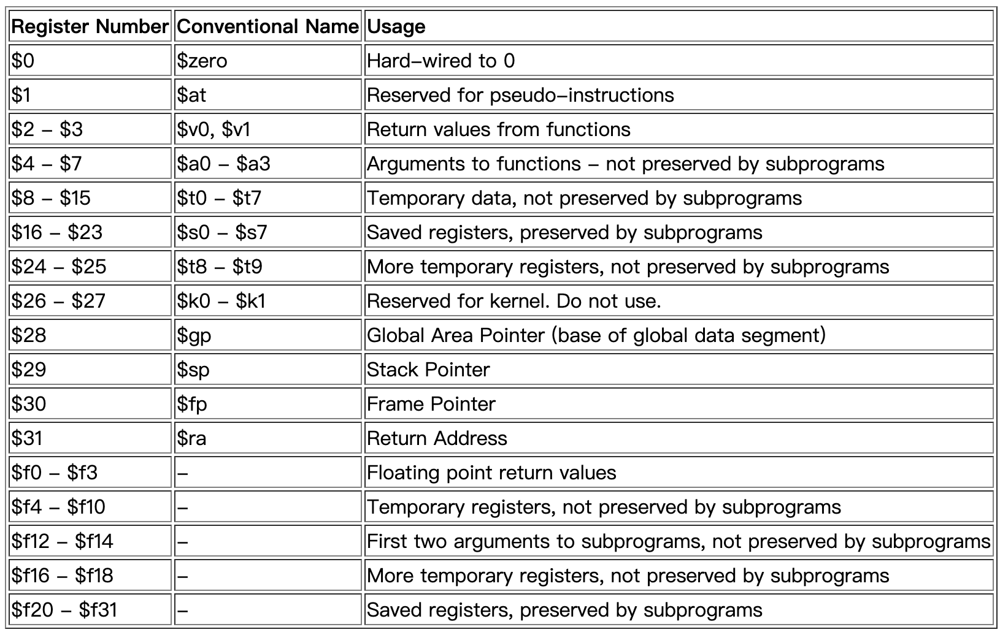 Register Number Conventional Name Usage
$0 $zero Hard-wired to 0
$1 $at Reserved for pseudo-instructions
$2 - $3 $v0, $v1 Return values from functions
$4 - $7 $a0 - $a3 Arguments to functions - not preserved by subprograms
$8 - $15 $t0 - $t7 Temporary data, not preserved by subprograms
$16 - $23 $s0 - $s7 Saved registers, preserved by subprograms
$24 - $25 $t8 - $t9 More temporary registers, not preserved by subprograms
$26 - $27 $k0 - $k1 Reserved for kernel. Do not use.
$28 $gp Global Area Pointer (base of global data segment)
$29 $sp Stack Pointer
$30 $fp Frame Pointer
$31 $ra Return Address
$f0 - $f3 - Floating point return values
$f4 - $f10 - Temporary registers, not preserved by subprograms
$f12 - $f14 - First two arguments to subprograms, not preserved by subprograms
$f16 - $f18 - More temporary registers, not preserved by subprograms
$f20 - $f31 - Saved registers, preserved by subprograms